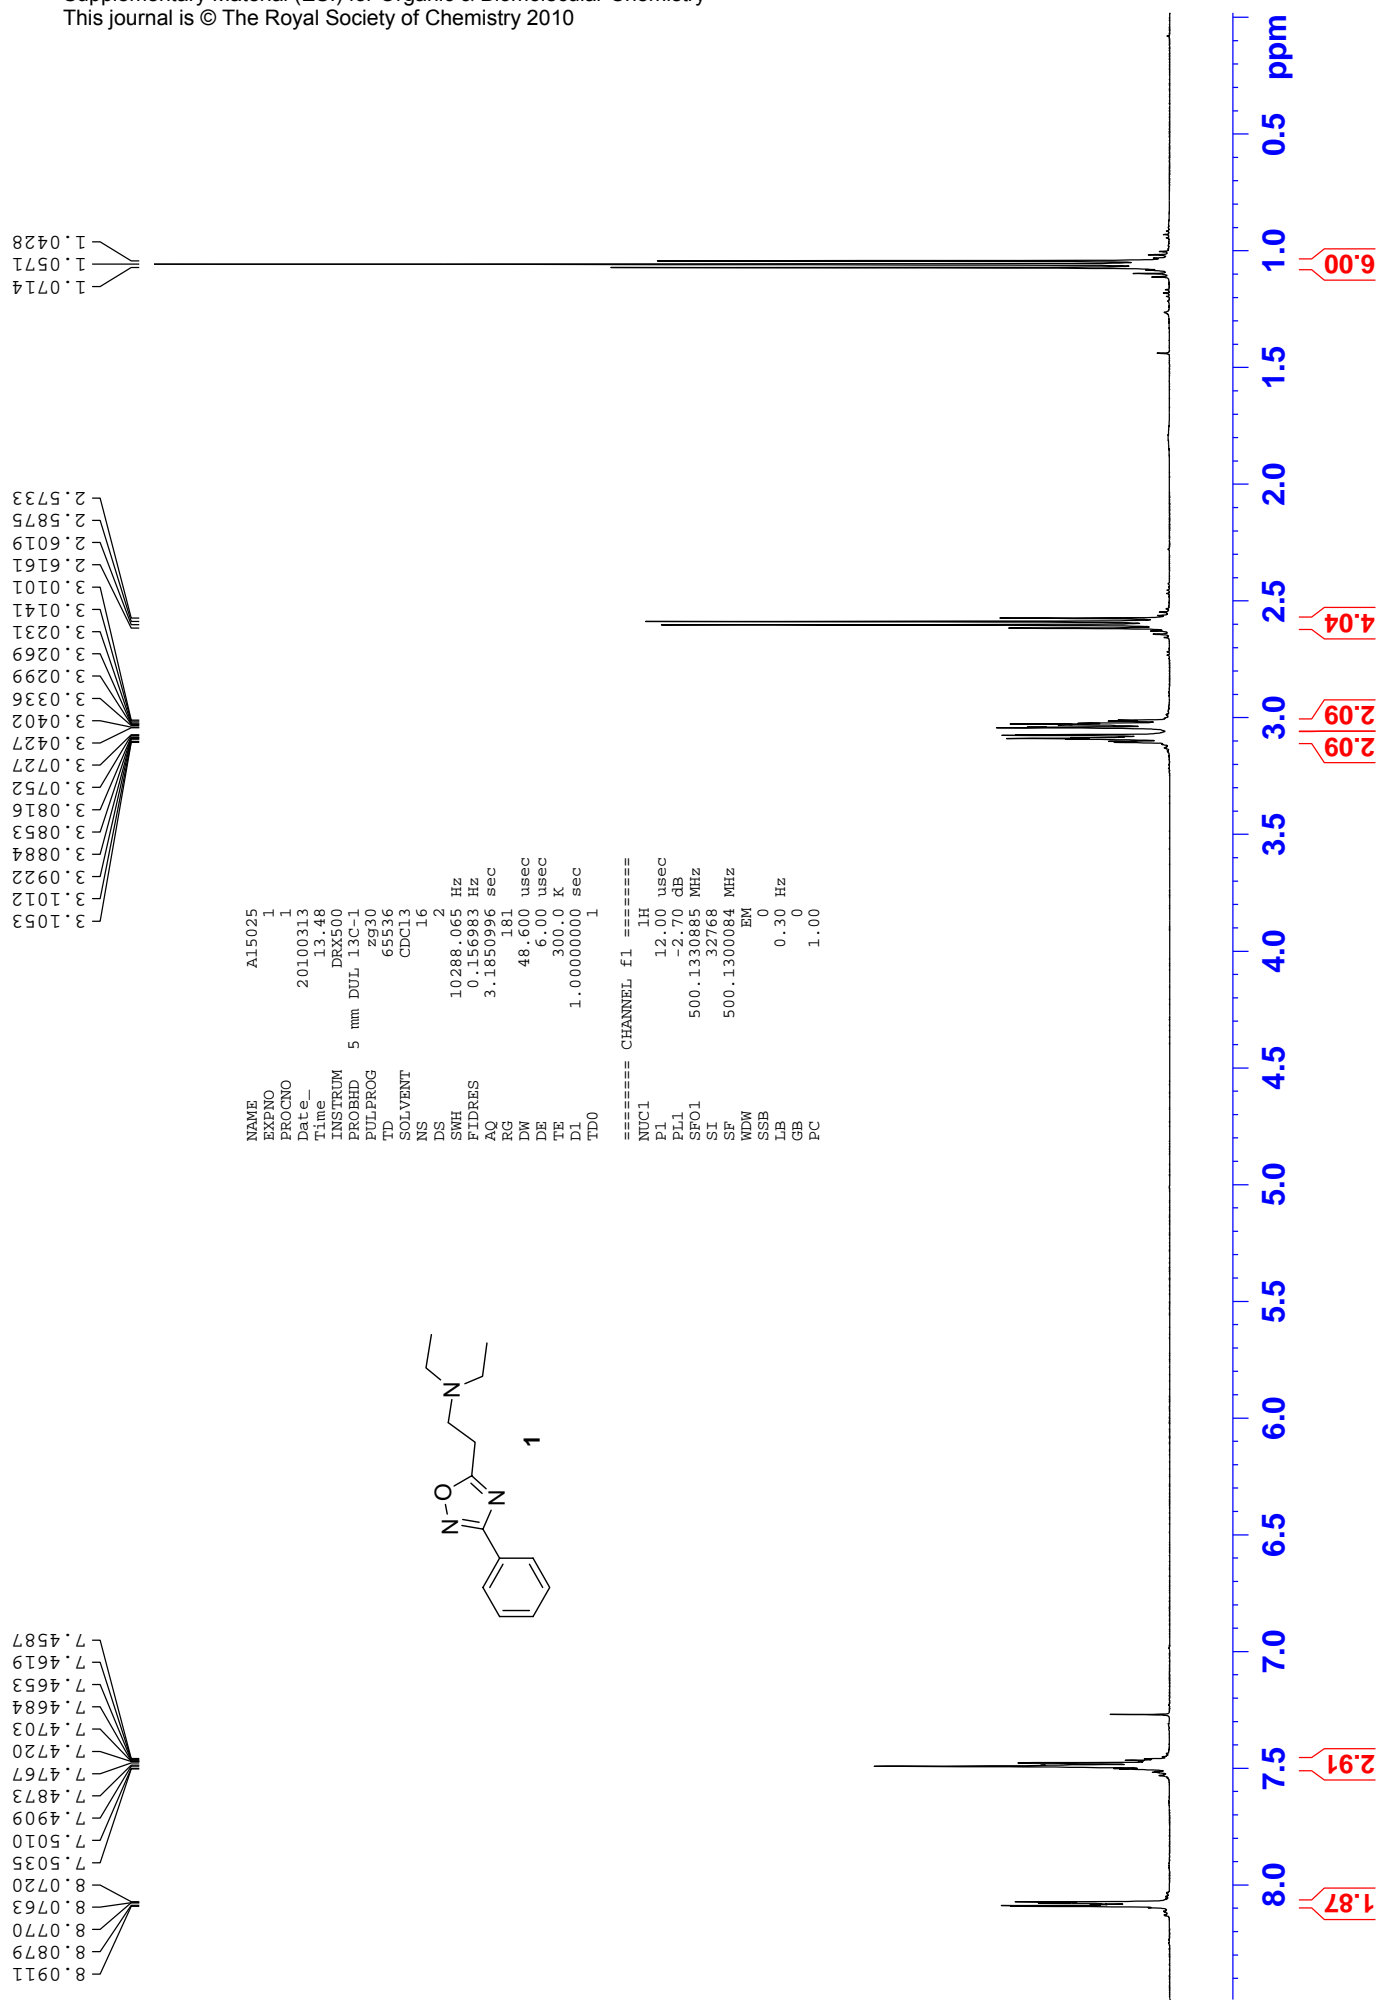 This journal is © The Royal Society of Chemistry 2010
8.0911
8.0879
8.0770
8.0763
8.0720
7.5035
7.5010
7.4909
7.4873
7.4767
7.4720
7.4703
7.4684
7.4653
7.4619
7.4587
3.1053
3.1012
3.0922
3.0884
3.0853
3.0816
3.0752
3.0727
3.0427
3.0402
3.0336
3.0299
3.0269
3.0231
3.0141
3.0101
2.6161
2.6019
2.5875
2.5733
1.0714
1.0571
1.0428
NAME A15025
EXPNO 1
PROCNO 1
Date_ 20100313
Time 13.48
INSTRUM DRX500
PROBHD 5 mm DUL 13C-1
PULPROG zg30
TD 65536
SOLVENT CDCl3
NS 16
DS 2
SWH 10288.065 Hz
FIDRES 0.156983 Hz
AQ 3.1850996 sec
RG 181
DW 48.600 usec
DE 6.00 usec
TE 300.0 K
D1 1.00000000 sec
TD0 1
======== CHANNEL f1 ========
NUC1 1H
P1 12.00 usec
PL1 -2.70 dB
SFO1 500.1330885 MHz
SI 32768
SF 500.1300084 MHz
WDW EM
SSB 0
LB 0.30 Hz
GB 0
PC 1.00
O
N
N
N
1
8.0 7.5 7.0 6.5 6.0 5.5 5.0 4.5 4.0 3.5 3.0 2.5 2.0 1.5 1.0 0.5 ppm
1.87
2.91
2.09
2.09
4.04
6.00